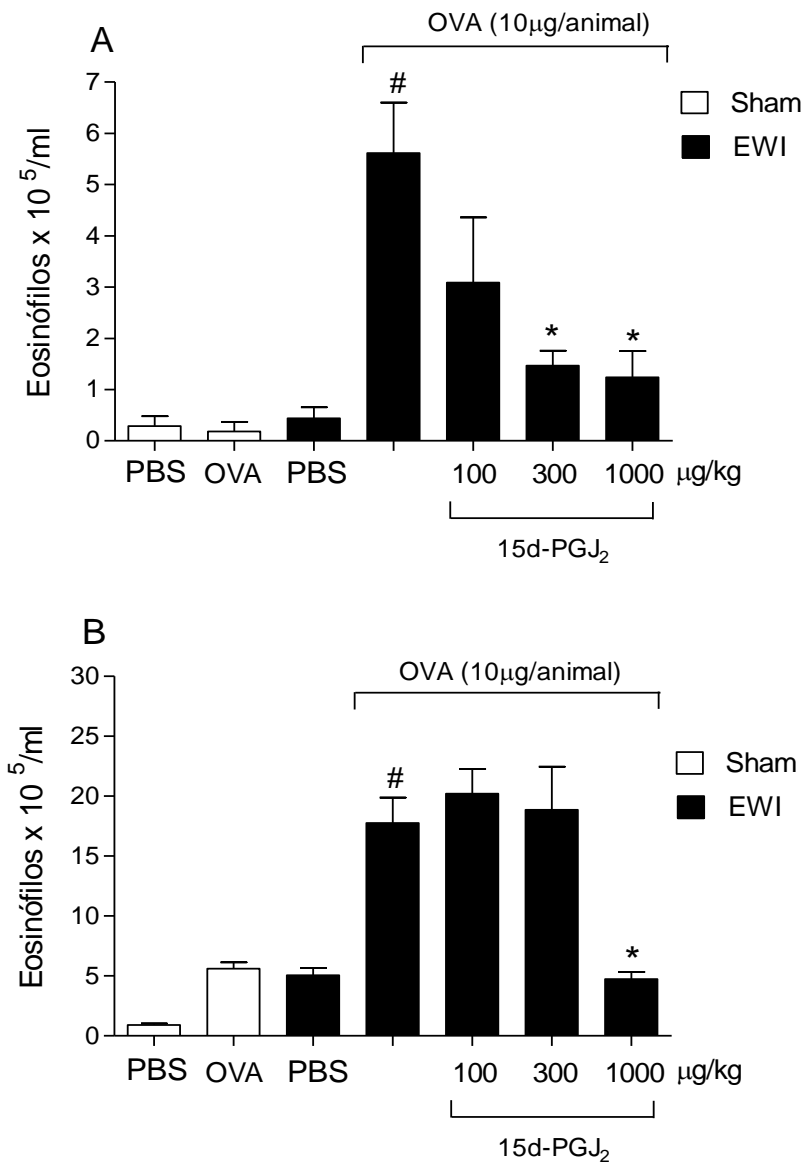 A
OVA (10μg/animal)
Eosinófilos x 10 5/ml
7
6
5
4
3
2
1
0
#
*
*
Sham
EWI
PBS OVA PBS 100 300 1000 μg/kg
15d-PGJ2
B
OVA (10μg/animal)
Eosinófilos x 10 5/ml
30
25
20
15
10
5
0
#
*
Sham
EWI
PBS OVA PBS 100 300 1000 μg/kg
15d-PGJ2